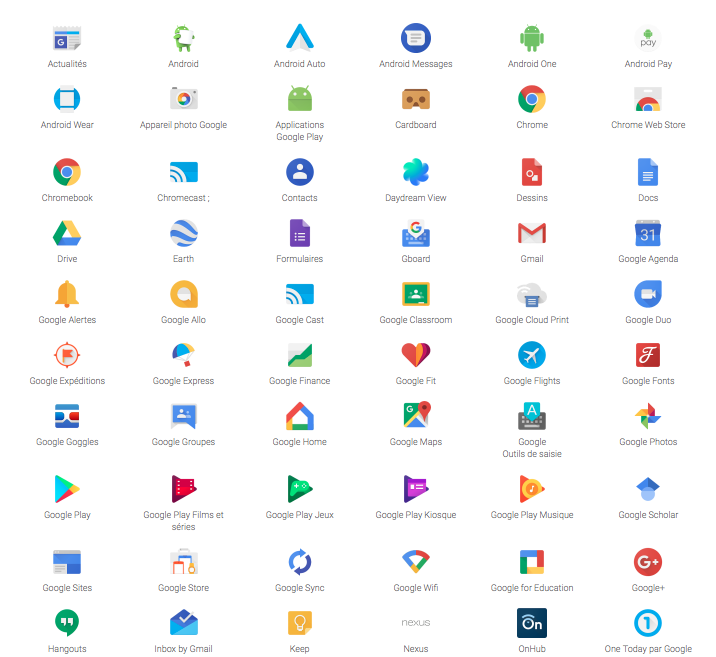 G
Actualités
Android
Android Auto
Android Messages
Android One
pay
Android Pay
Android Wear
Appareil photo Google
Applications
Google Play
Cardboard
Chrome
Chrome Web Store
Chromebook
Chromecast ;
Contacts
Daydream View
Dessins
Docs
Drive
Earth
Formulaires
G
Gboard
Gmail
31
Google Agenda
Google Alertes
Google Allo
Google Cast
Google Classroom
Google Cloud Print
Google Duo
Google Expéditions
Google Express
Google Finance
Google Fit
Google Flights
F
Google Fonts
Google Goggles
Google Groupes
Google Home
G
Google Maps
A
Google
Outils de saisie
Google Photos
Google Play
Google Play Films et
séries
Google Play Jeux
Google Play Kiosque
Google Play Musique
Google Scholar
Google Sites
Google Store
Google Sync
Google Wifi
Google for Education
G+
Google+
Hangouts
Inbox by Gmail
Keep
nexus
Nexus
On
OnHub
1
One Today par Google